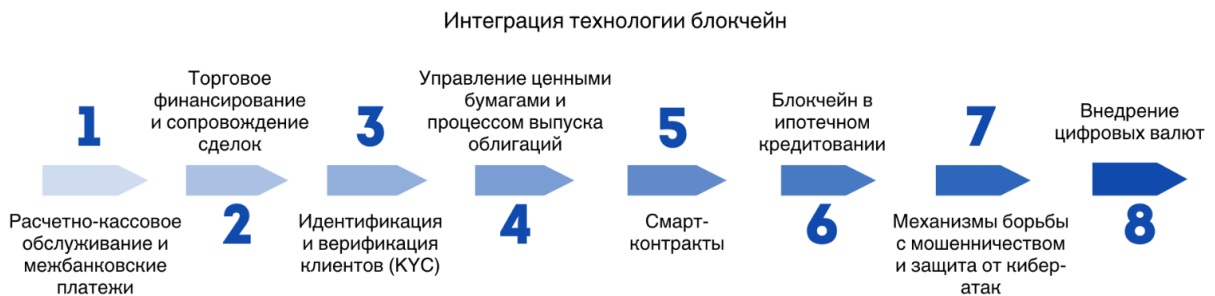 Интеграция технологии блокчейн
1
Расчетно-кассовое
обслуживание и
межбанковские
платежи
Торговое
финансирование
и сопровождение
сделок
2
3
Идентификация
и верификация
клиентов (KYC)
Управление ценными
бумагами и
процессом выпуска
облигаций
4
5
Смарт-
контракты
Блокчейн в
ипотечном
кредитовании
6
7
Механизмы борьбы
с мошенничеством
и защита от кибер-
атак
Внедрение
цифровых валют
8